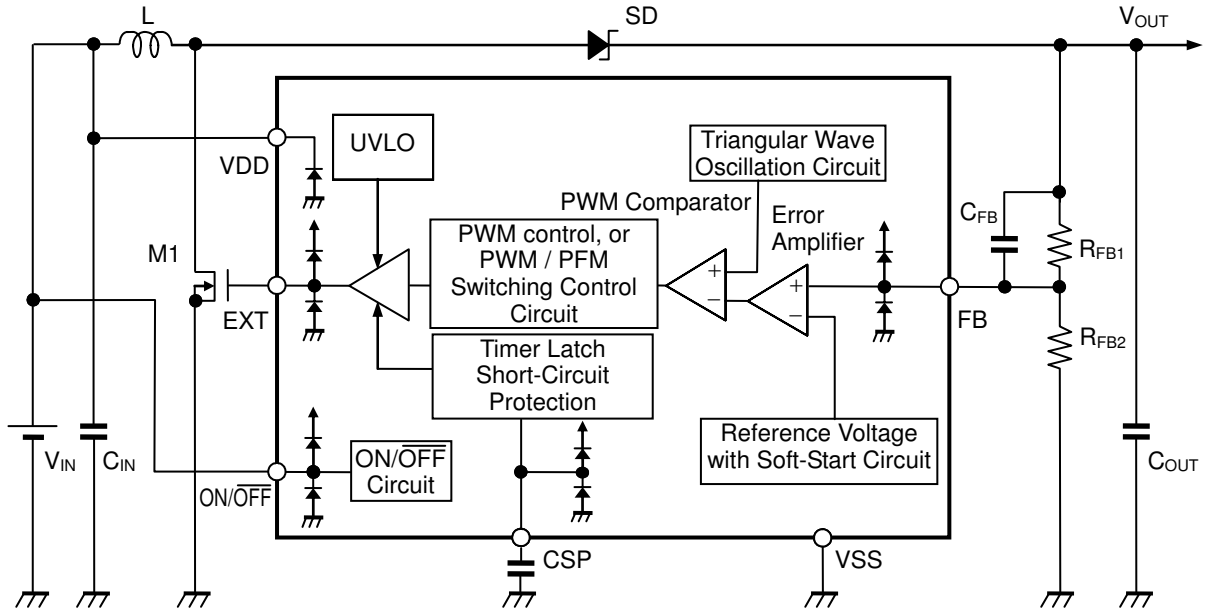 L
SD
VOUT
VDD
UVLO
Triangular Wave
Oscillation Circuit
PWM Comparator
Error
Amplifier
CFB
RFB1
M1
PWM control, or
PWM / PFM
Switching Control
Circuit
+
−
+
−
EXT
FB
RFB2
Timer Latch
Short-Circuit
Protection
VIN
CIN
ON/OFF
ON/OFF
Circuit
Reference Voltage
with Soft-Start Circuit
COUT
CSP
VSS